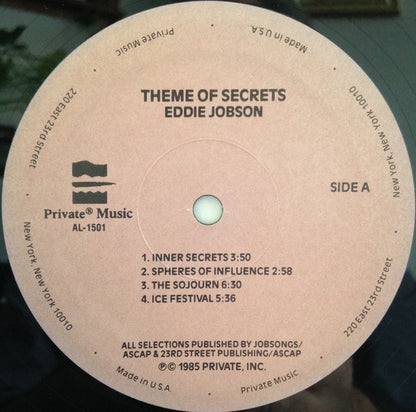 THEME OF SECRETS
EDDIE JOBSON
SIDE A
Private® Music
AL-1501
1. INNER SECRETS 3:50
2. SPHERES OF INFLUENCE 2:58
3. THE SOJOURN 6:30
4. ICE FESTIVAL 5:36
ALL SELECTIONS PUBLISHED BY JOBSONGS/
ASCAP & 23RD STREET PUBLISHING/ASCAP
℗© 1985 PRIVATE, INC.
Private Music
Made in U.S.A
New York, New York 10010
220 East 23rd Street
Private Music
Made in U.S.A
New York, New York 10010
220 East 23rd Street